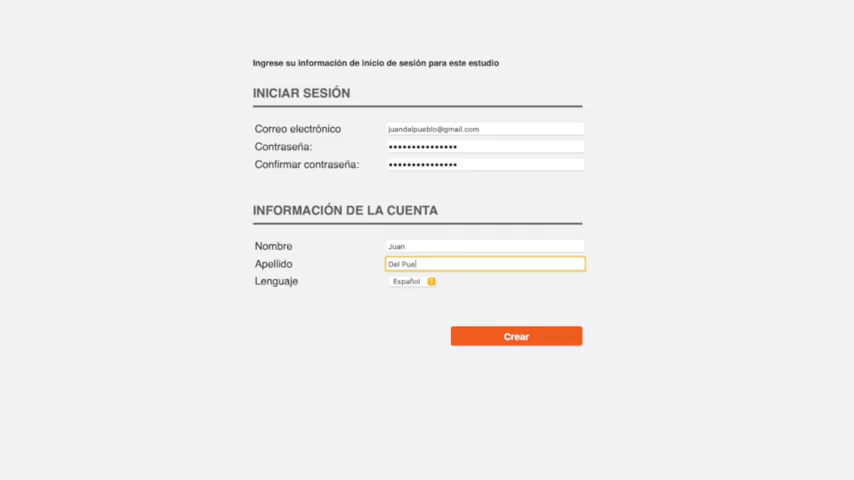 Ingrese su información de inicio de sesión para este estudio
INICIAR SESIÓN
Correo electrónico juandelpueblo@gmail.com
Contraseña: •••••••••••••••
Confirmar contraseña: •••••••••••••••
INFORMACIÓN DE LA CUENTA
Nombre Juan
Apellido Del Pue
Lenguaje Español
Crear